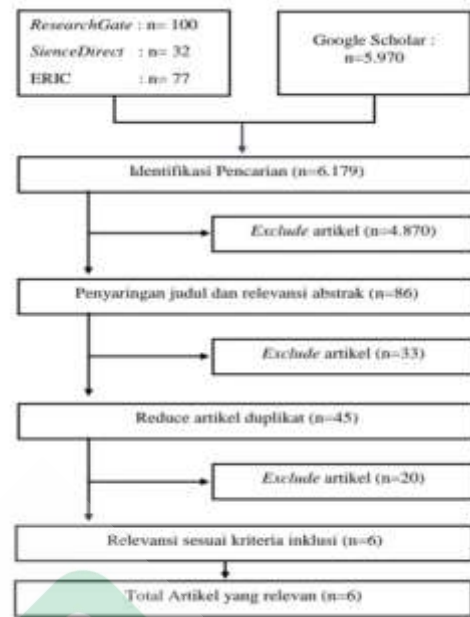 ResearchGate : n= 100
SienceDirect : n= 32
ERIC : n= 77
Google Scholar :
n=5.970
Identifikasi Pencarian (n=6.179)
Exclude artikel (n=4.870)
Penyaringan judul dan relevansi abstrak (n=86)
Exclude artikel (n=33)
Reduce artikel duplikat (n=45)
Exclude artikel (n=20)
Relevansi sesuai kriteria inklusi (n=6)
Total Artikel yang relevan (n=6)